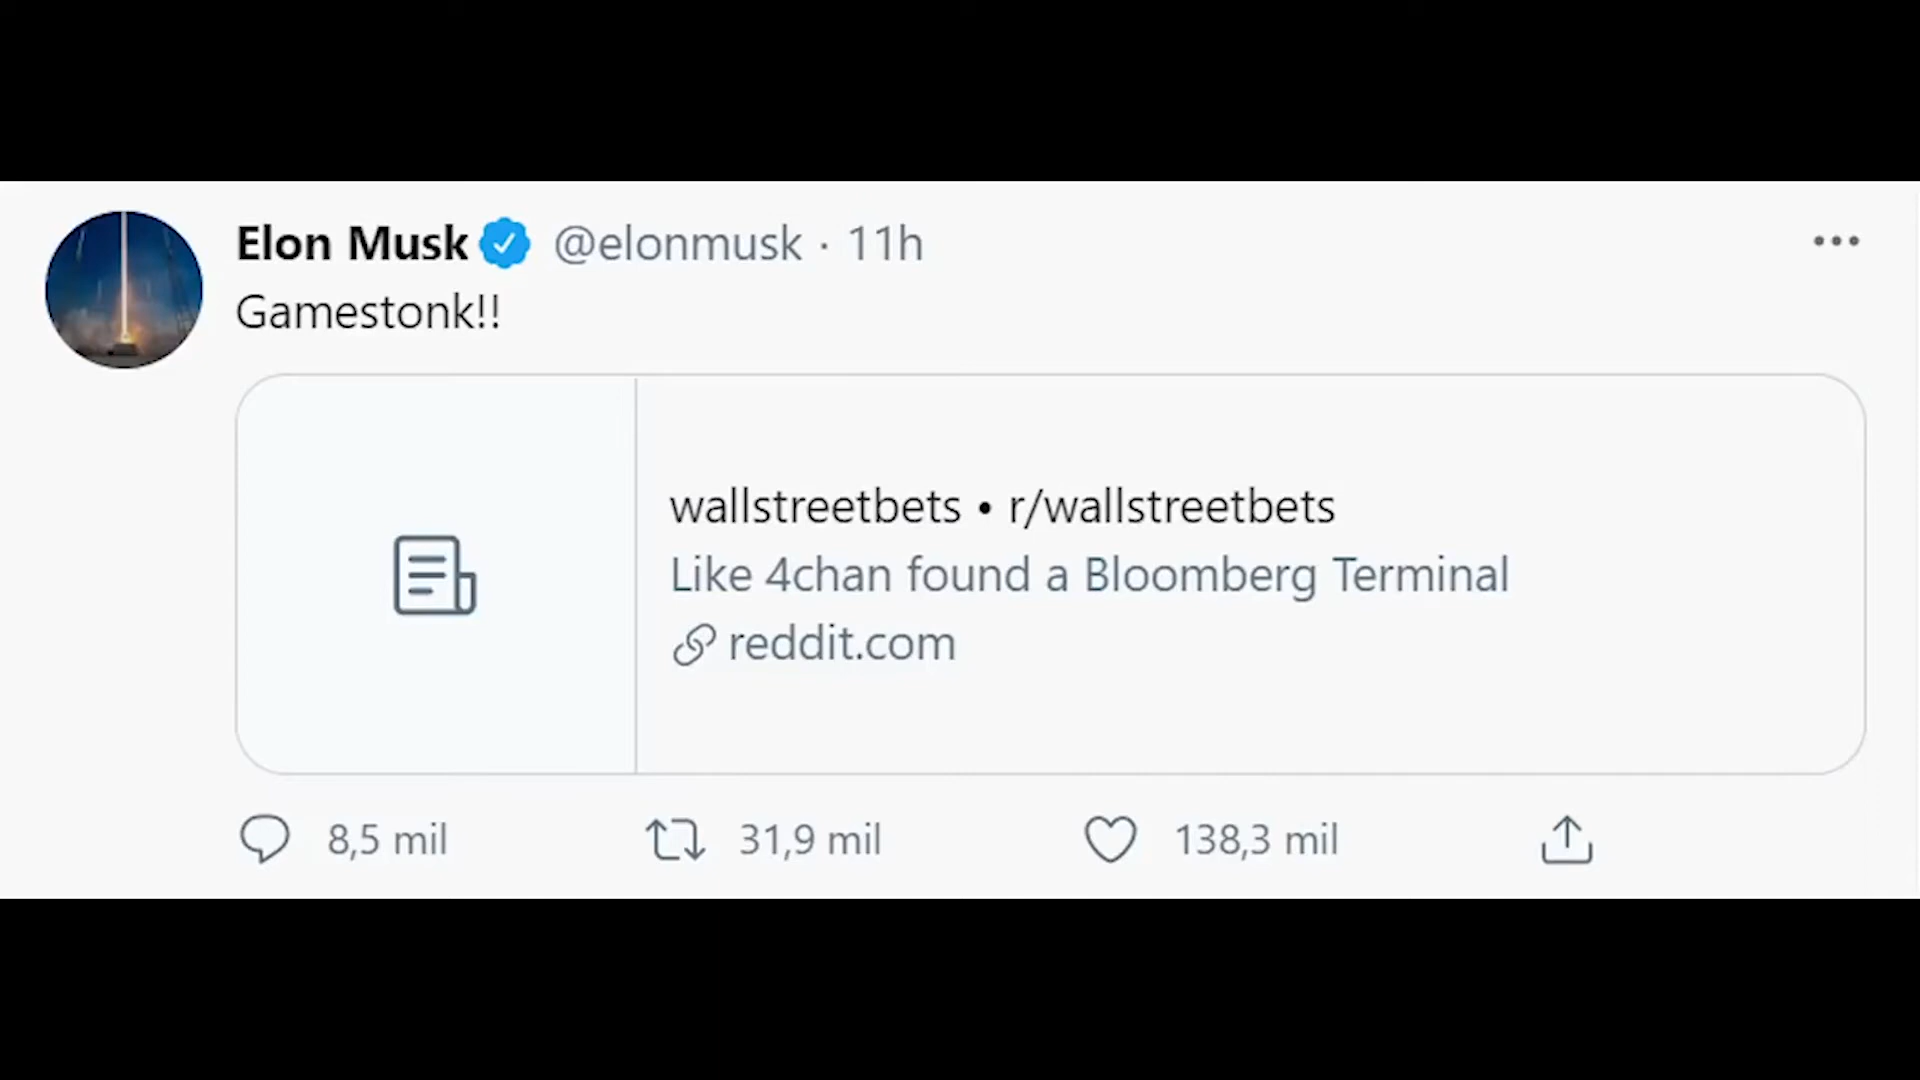 Elon Musk @elonmusk · 11h
Gamestonk!!
wallstreetbets • r/wallstreetbets
Like 4chan found a Bloomberg Terminal
reddit.com
8,5 mil 31,9 mil 138,3 mil